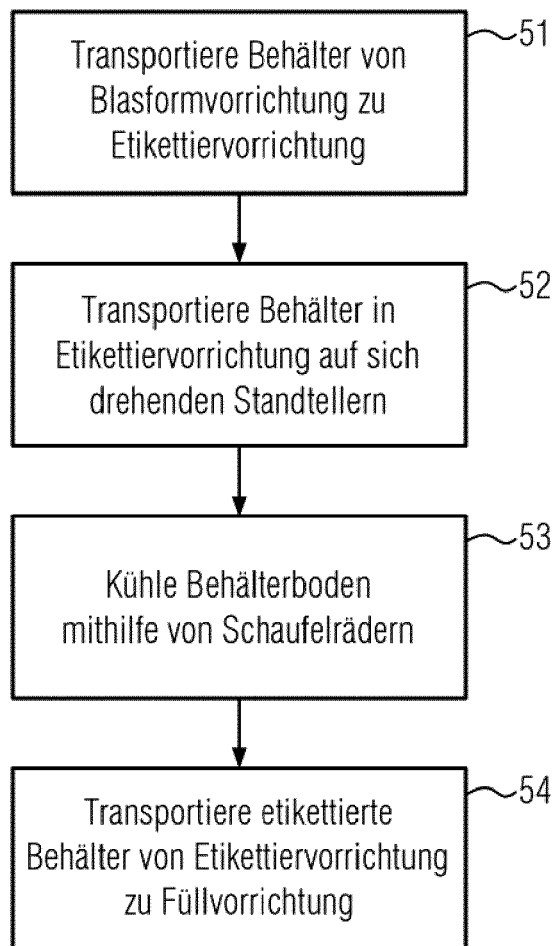 51
Transportiere Behälter von
Blasformvorrichtung zu
Etikettiervorrichtung
52
Transportiere Behälter in
Etikettiervorrichtung auf sich
drehenden Standtellern
53
Kühle Behälterboden
mithilfe von Schaufelrädern
54
Transportiere etikettierte
Behälter von Etikettiervorrichtung
zu Füllvorrichtung